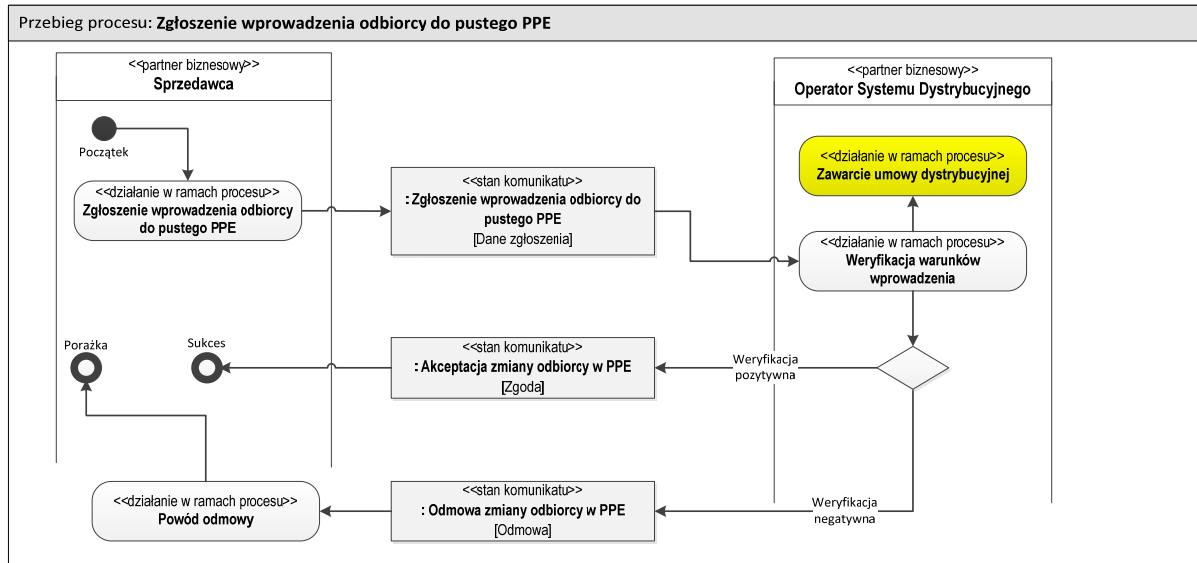 Przebieg procesu: Zgłoszenie wprowadzenia odbiorcy do pustego PPE
<<partner biznesowy>>
Sprzedawca
<<partner biznesowy>>
Operator Systemu Dystrybucyjnego
Początek
<<działanie w ramach procesu>>
Zgłoszenie wprowadzenia odbiorcy
do pustego PPE
<<stan komunikatu>>
: Zgłoszenie wprowadzenia odbiorcy do
pustego PPE
[Dane zgłoszenia]
<<działanie w ramach procesu>>
Zawarcie umowy dystrybucyjnej
<<działanie w ramach procesu>>
Weryfikacja warunków
wprowadzenia
Porażka
Sukces
<<stan komunikatu>>
: Akceptacja zmiany odbiorcy w PPE
[Zgoda]
Weryfikacja
pozytywna
<<działanie w ramach procesu>>
Powód odmowy
<<stan komunikatu>>
: Odmowa zmiany odbiorcy w PPE
[Odmowa]
Weryfikacja
negatywna